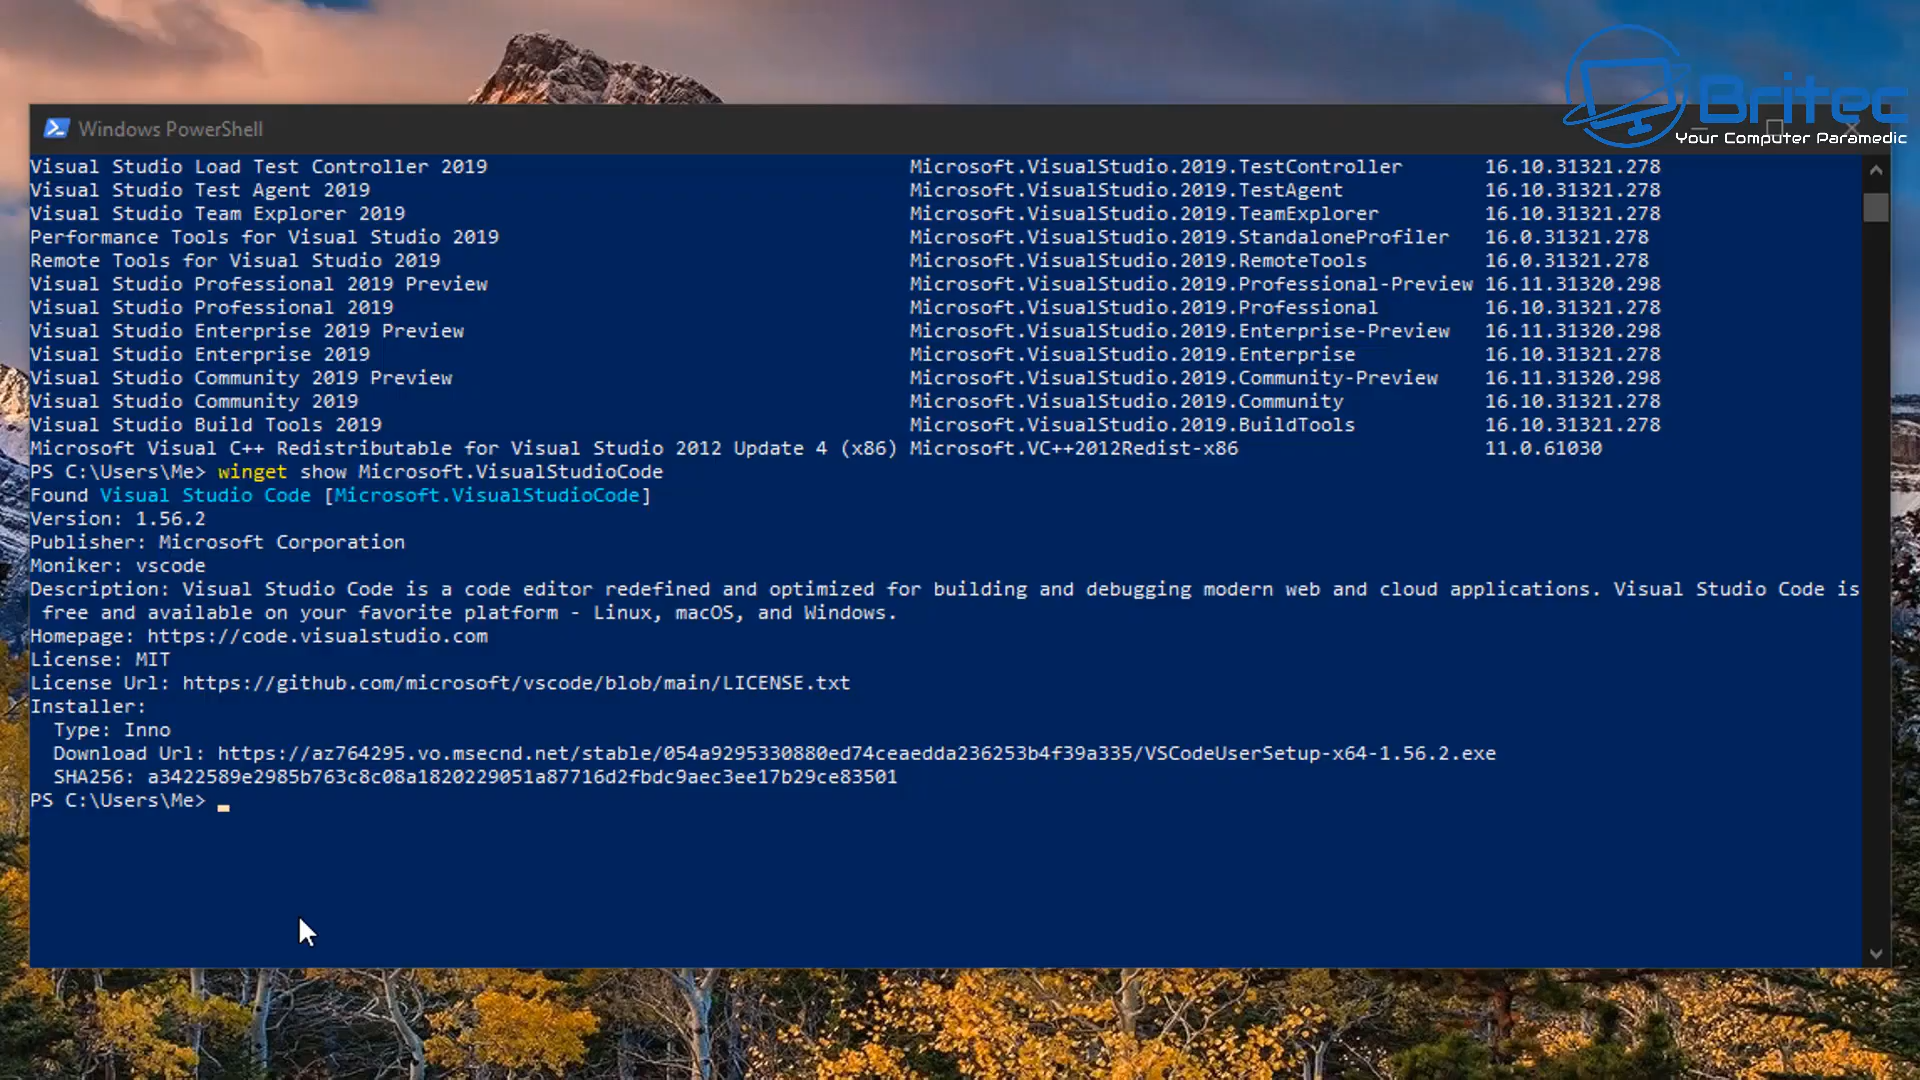 Britec
Your Computer Paramedic
Windows PowerShell
Visual Studio Load Test Controller 2019 Microsoft.VisualStudio.2019.TestController 16.10.31321.278
Visual Studio Test Agent 2019 Microsoft.VisualStudio.2019.TestAgent 16.10.31321.278
Visual Studio Team Explorer 2019 Microsoft.VisualStudio.2019.TeamExplorer 16.10.31321.278
Performance Tools for Visual Studio 2019 Microsoft.VisualStudio.2019.StandaloneProfiler 16.0.31321.278
Remote Tools for Visual Studio 2019 Microsoft.VisualStudio.2019.RemoteTools 16.0.31321.278
Visual Studio Professional 2019 Preview Microsoft.VisualStudio.2019.Professional-Preview 16.11.31320.298
Visual Studio Professional 2019 Microsoft.VisualStudio.2019.Professional 16.10.31321.278
Visual Studio Enterprise 2019 Preview Microsoft.VisualStudio.2019.Enterprise-Preview 16.11.31320.298
Visual Studio Enterprise 2019 Microsoft.VisualStudio.2019.Enterprise 16.10.31321.278
Visual Studio Community 2019 Preview Microsoft.VisualStudio.2019.Community-Preview 16.11.31320.298
Visual Studio Community 2019 Microsoft.VisualStudio.2019.Community 16.10.31321.278
Visual Studio Build Tools 2019 Microsoft.VisualStudio.2019.BuildTools 16.10.31321.278
Microsoft Visual C++ Redistributable for Visual Studio 2012 Update 4 (x86) Microsoft.VC++2012Redist-x86 11.0.61030
PS C:\Users\Me> winget show Microsoft.VisualStudioCode
Found Visual Studio Code [Microsoft.VisualStudioCode]
Version: 1.56.2
Publisher: Microsoft Corporation
Moniker: vscode
Description: Visual Studio Code is a code editor redefined and optimized for building and debugging modern web and cloud applications. Visual Studio Code is
free and available on your favorite platform - Linux, macOS, and Windows.
Homepage: https://code.visualstudio.com
License: MIT
License Url: https://github.com/microsoft/vscode/blob/main/LICENSE.txt
Installer:
Type: Inno
Download Url: https://az764295.vo.msecnd.net/stable/054a9295330880ed74ceaedda236253b4f39a335/VSCodeUserSetup-x64-1.56.2.exe
SHA256: a3422589e2985b763c8c08a1820229051a87716d2fbdc9aec3ee17b29ce83501
PS C:\Users\Me>